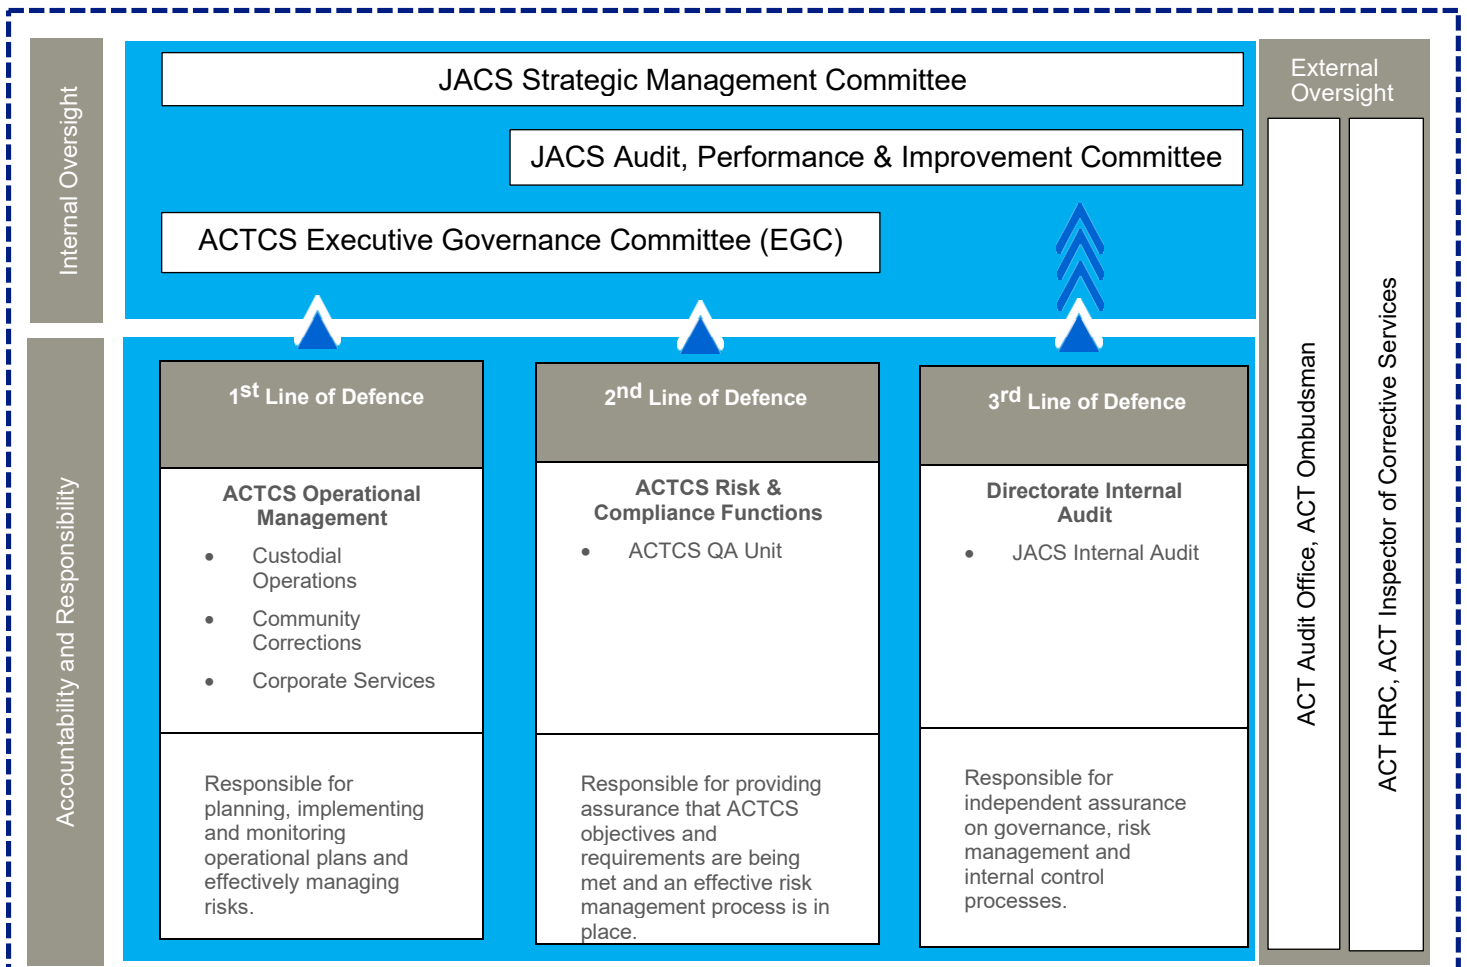 Internal Oversight
JACS Strategic Management Committee
JACS Audit, Performance & Improvement Committee
ACTCS Executive Governance Committee (EGC)
External
Oversight
ACT Audit Office, ACT Ombudsman
ACT HRC, ACT Inspector of Corrective Services
Accountability and Responsibility
1st Line of Defence
ACTCS Operational
Management
• Custodial
Operations
• Community
Corrections
• Corporate Services
Responsible for
planning, implementing
and monitoring
operational plans and
effectively managing
risks.
2nd Line of Defence
ACTCS Risk &
Compliance Functions
• ACTCS QA Unit
Responsible for providing
assurance that ACTCS
objectives and
requirements are being
met and an effective risk
management process is in
place.
3rd Line of Defence
Directorate Internal
Audit
• JACS Internal Audit
Responsible for
independent assurance
on governance, risk
management and
internal control
processes.